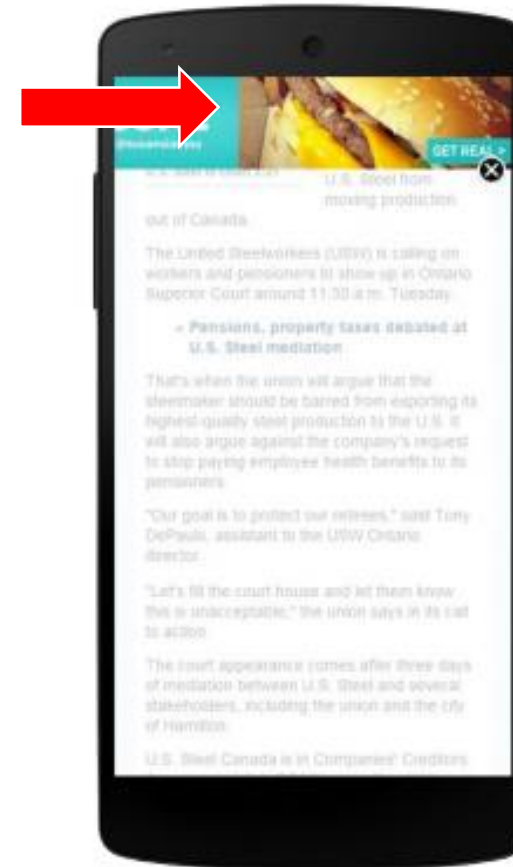 GET REAL >
U.S. Steel from
moving production
out of Canada.
The United Steelworkers (USW) is calling on
workers and pensioners to show up in Ontario
Superior Court around 11:30 a.m. Tuesday.
» Pensions, property taxes debated at
U.S. Steel mediation
That's when the union will argue that the
steelmaker should be barred from exporting its
highest-quality steel production to the U.S. It
will also argue against the company's request
to stop paying employee health benefits to its
pensioners.
"Our goal is to protect our retirees," said Tony
DePaulo, assistant to the USW Ontario
director.
"Let's fill the court house and let them know
this is unacceptable," the union says in its call
to action.
The court appearance comes after three days
of mediation between U.S. Steel and several
stakeholders, including the union and the city
of Hamilton.
U.S. Steel Canada is in Companies' Creditors